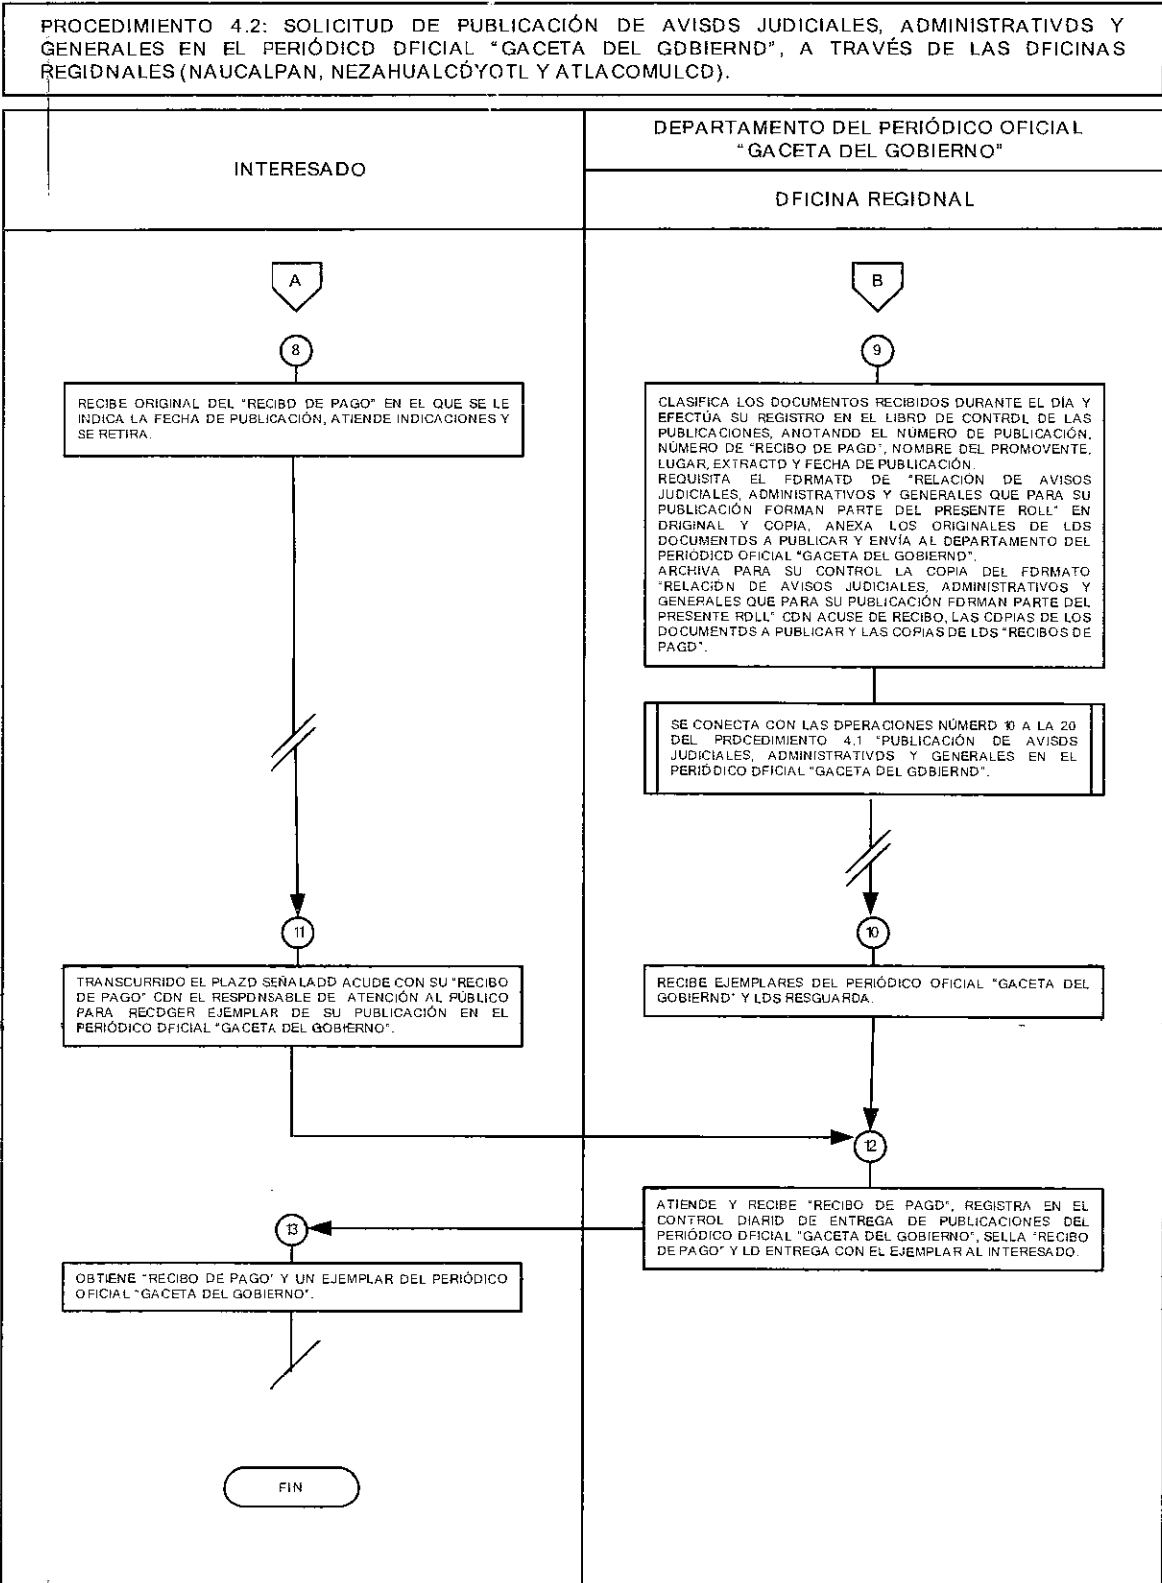 PROCEDIMIENTO 4.2: SOLICITUD DE PUBLICACIÓN DE AVISOS JUDICIALES, ADMINISTRATIVOS Y
GENERALES EN EL PERIÓDICO OFICIAL "GACETA DEL GOBIERNO", A TRAVÉS DE LAS OFICINAS
REGIONALES (NAUCALPAN, NEZAHUALCÓYOTL Y ATLACOMULCO).
INTERESADO
DEPARTAMENTO DEL PERIÓDICO OFICIAL
"GACETA DEL GOBIERNO"
OFICINA REGIONAL
A
8
RECIBE ORIGINAL DEL "RECIBO DE PAGO" EN EL QUE SE LE
INDICA LA FECHA DE PUBLICACIÓN, ATIENDE INDICACIONES Y
SE RETIRA.
B
9
CLASIFICA LOS DOCUMENTOS RECIBIDOS DURANTE EL DÍA Y
EFECTÚA SU REGISTRO EN EL LIBRO DE CONTROL DE LAS
PUBLICACIONES, ANOTANDO EL NÚMERO DE PUBLICACIÓN,
NÚMERO DE "RECIBO DE PAGO", NOMBRE DEL PROMOVENTE,
LUGAR, EXTRACTO Y FECHA DE PUBLICACIÓN.
REQUISITA EL FORMATO DE "RELACIÓN DE AVISOS
JUDICIALES, ADMINISTRATIVOS Y GENERALES QUE PARA SU
PUBLICACIÓN FORMAN PARTE DEL PRESENTE ROLL" EN
ORIGINAL Y COPIA, ANEXA LOS ORIGINALES DE LOS
DOCUMENTOS A PUBLICAR Y ENVÍA AL DEPARTAMENTO DEL
PERIÓDICO OFICIAL "GACETA DEL GOBIERNO".
ARCHIVA PARA SU CONTROL LA COPIA DEL FORMATO
"RELACIÓN DE AVISOS JUDICIALES, ADMINISTRATIVOS Y
GENERALES QUE PARA SU PUBLICACIÓN FORMAN PARTE DEL
PRESENTE ROLL" CON ACUSE DE RECIBO, LAS COPIAS DE LOS
DOCUMENTOS A PUBLICAR Y LAS COPIAS DE LOS "RECIBOS DE
PAGO".
SE CONECTA CON LAS OPERACIONES NÚMERO 10 A LA 20
DEL PROCEDIMIENTO 4.1 "PUBLICACIÓN DE AVISOS
JUDICIALES, ADMINISTRATIVOS Y GENERALES EN EL
PERIÓDICO OFICIAL "GACETA DEL GOBIERNO".
11
TRANSCURRIDO EL PLAZO SEÑALADO ACUDE CON SU "RECIBO
DE PAGO" CON EL RESPONSABLE DE ATENCIÓN AL PÚBLICO
PARA RECOGER EJEMPLAR DE SU PUBLICACIÓN EN EL
PERIÓDICO OFICIAL "GACETA DEL GOBIERNO".
10
RECIBE EJEMPLARES DEL PERIÓDICO OFICIAL "GACETA DEL
GOBIERNO" Y LOS RESGUARDA.
12
ATIENDE Y RECIBE "RECIBO DE PAGO", REGISTRA EN EL
CONTROL DIARIO DE ENTREGA DE PUBLICACIONES DEL
PERIÓDICO OFICIAL "GACETA DEL GOBIERNO", SELLA "RECIBO
DE PAGO" Y LO ENTREGA CON EL EJEMPLAR AL INTERESADO.
13
OBTIENE "RECIBO DE PAGO" Y UN EJEMPLAR DEL PERIÓDICO
OFICIAL "GACETA DEL GOBIERNO".
FIN